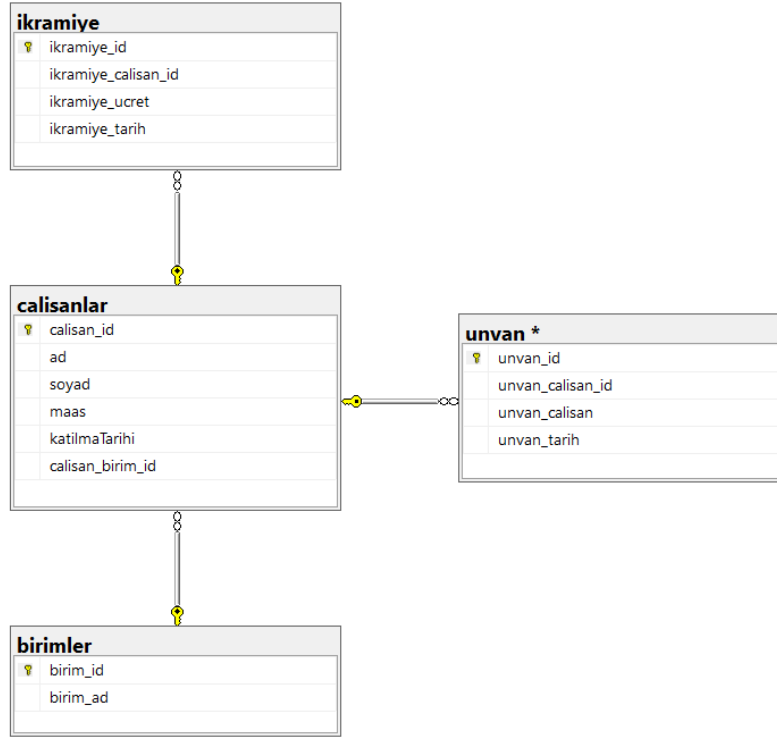 ikramiye
ikramiye_id
ikramiye_calisan_id
ikramiye_ucret
ikramiye_tarih
calisanlar
calisan_id
ad
soyad
maas
katilmaTarihi
calisan_birim_id
unvan *
unvan_id
unvan_calisan_id
unvan_calisan
unvan_tarih
birimler
birim_id
birim_ad